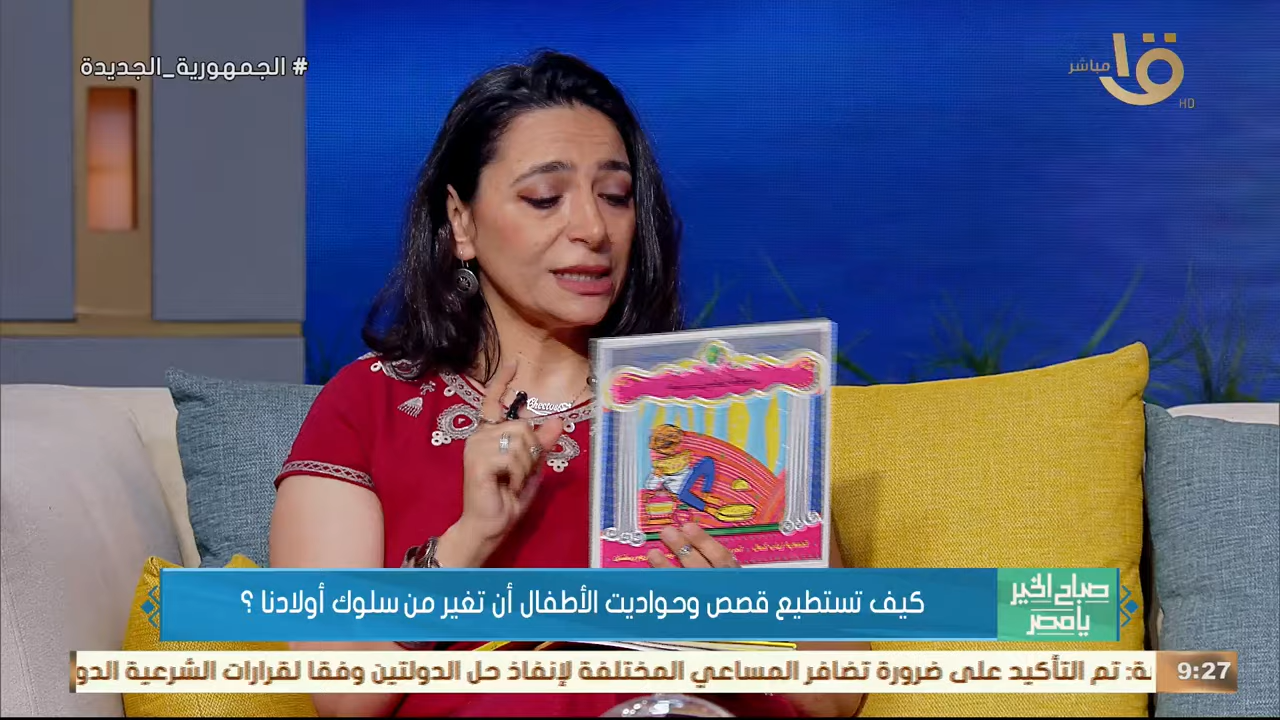 # الجمهورية_الجديدة
مباشر
HD
كيف تستطيع قصص وحواديت الأطفال أن تغير من سلوك أولادنا ؟
صباح الخير
يا مصر
تم التأكيد على ضرورة تضافر المساعي المختلفة لإنفاذ حل الدولتين وفقا لقرارات الشرعية
9:27